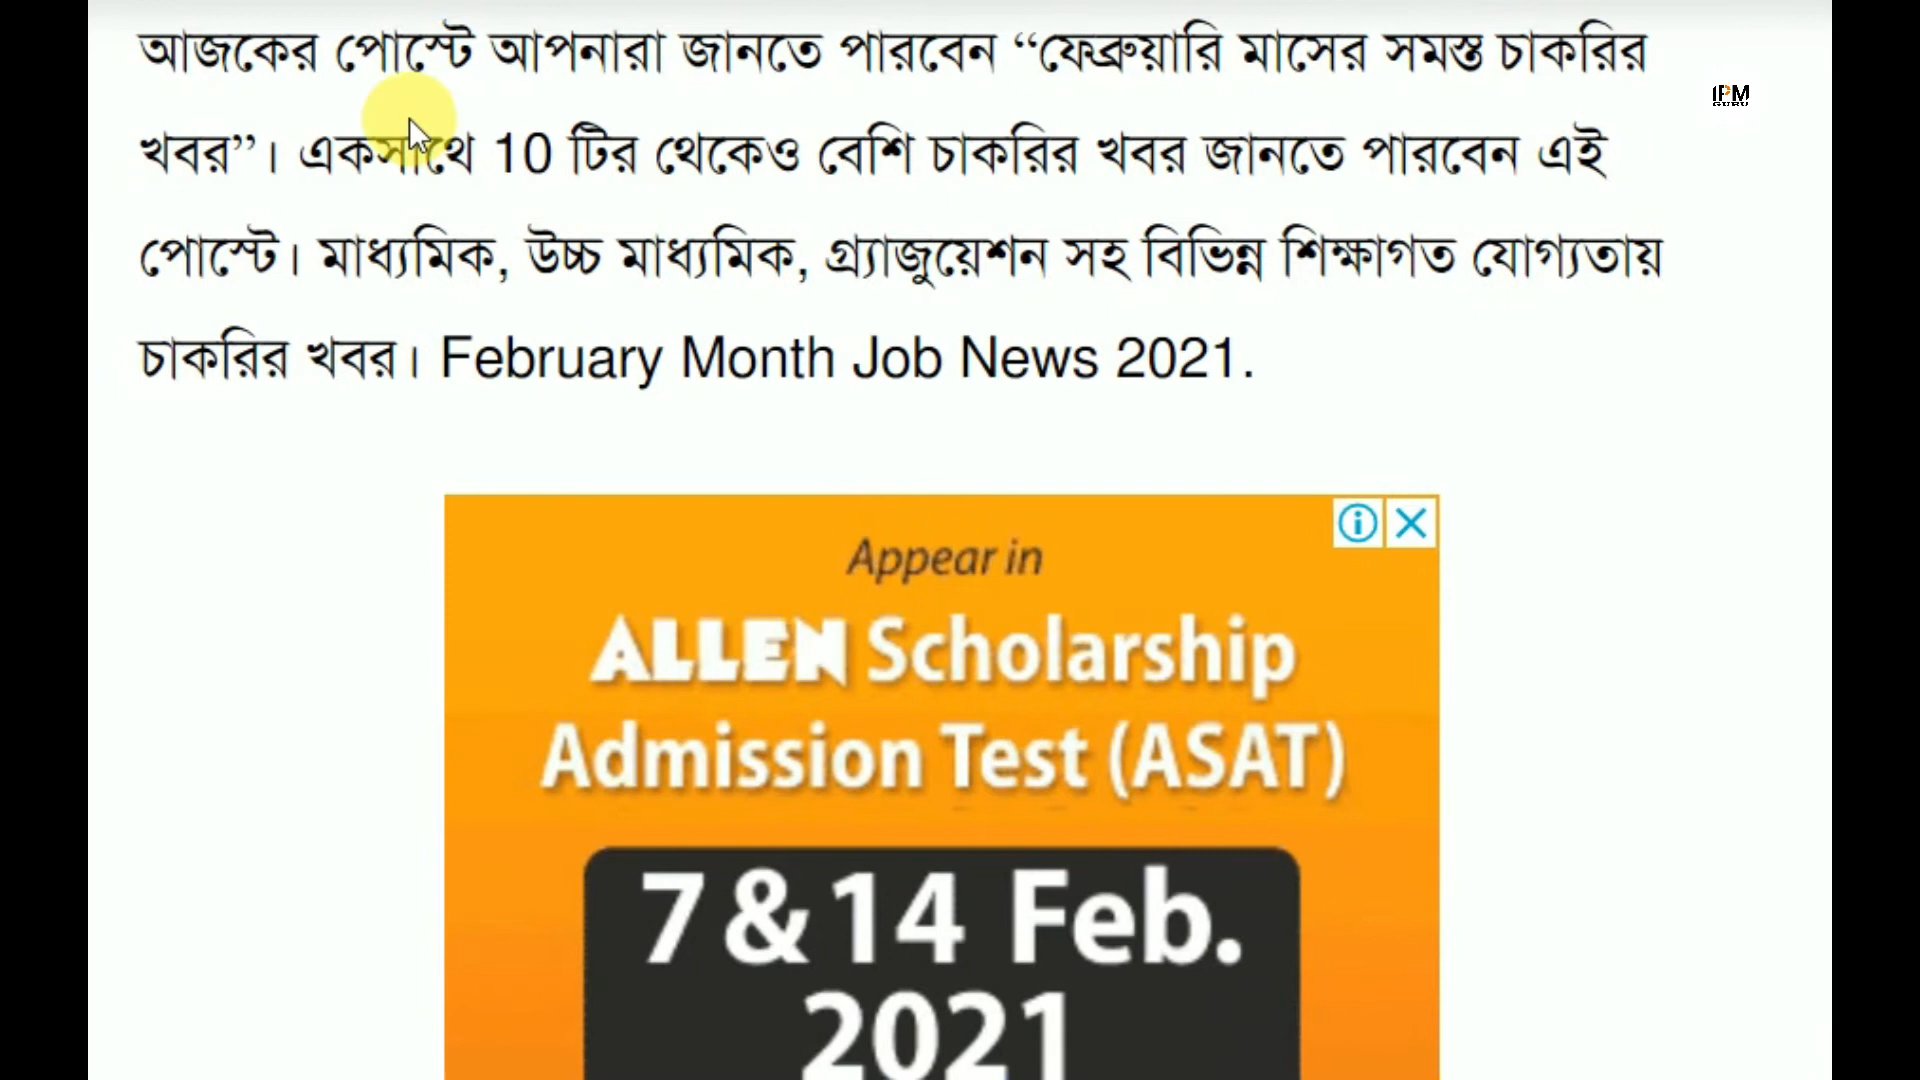 আজকের পোস্টে আপনারা জানতে পারবেন “ফেব্রুয়ারি মাসের সমস্ত চাকরির
IPM
GURU
খবর”। একসাথে 10 টির থেকেও বেশি চাকরির খবর জানতে পারবেন এই
পোস্টে। মাধ্যমিক, উচ্চ মাধ্যমিক, গ্র্যাজুয়েশন সহ বিভিন্ন শিক্ষাগত যোগ্যতায়
চাকরির খবর। February Month Job News 2021.
Appear in
ALLEN Scholarship
Admission Test (ASAT)
7 & 14 Feb.
2021